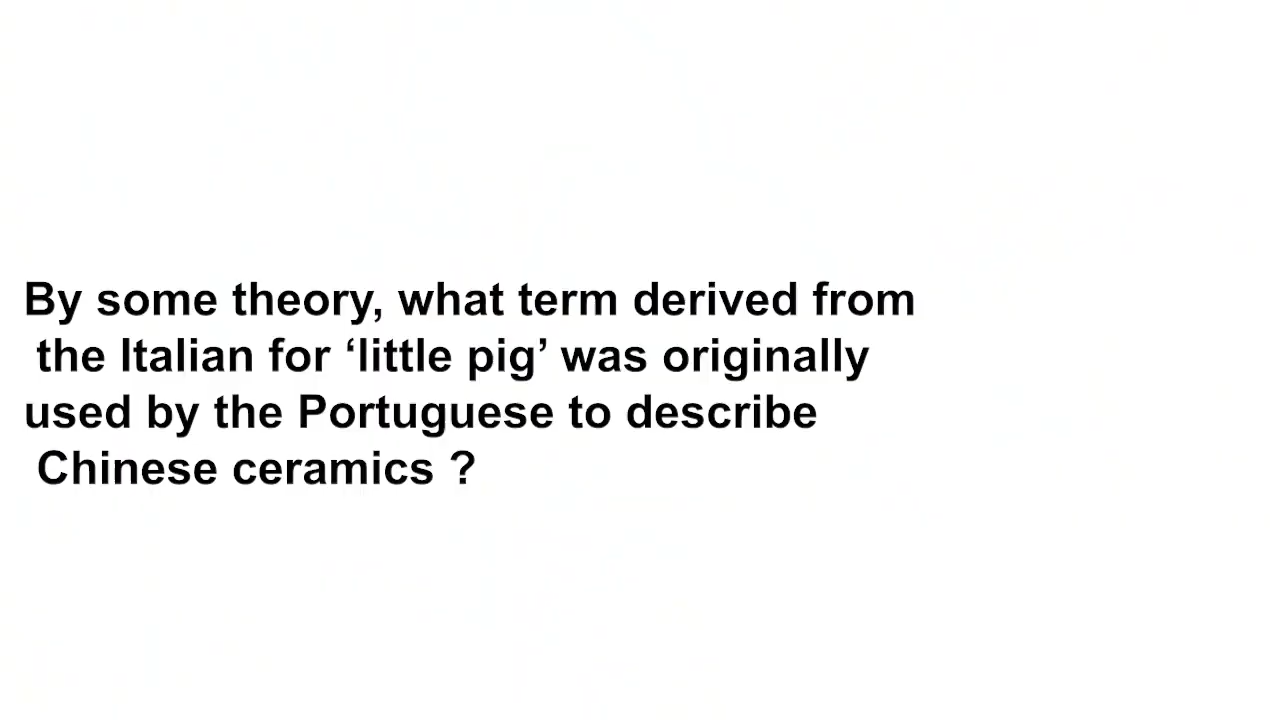 By some theory, what term derived from
the Italian for ‘little pig’ was originally
used by the Portuguese to describe
Chinese ceramics ?